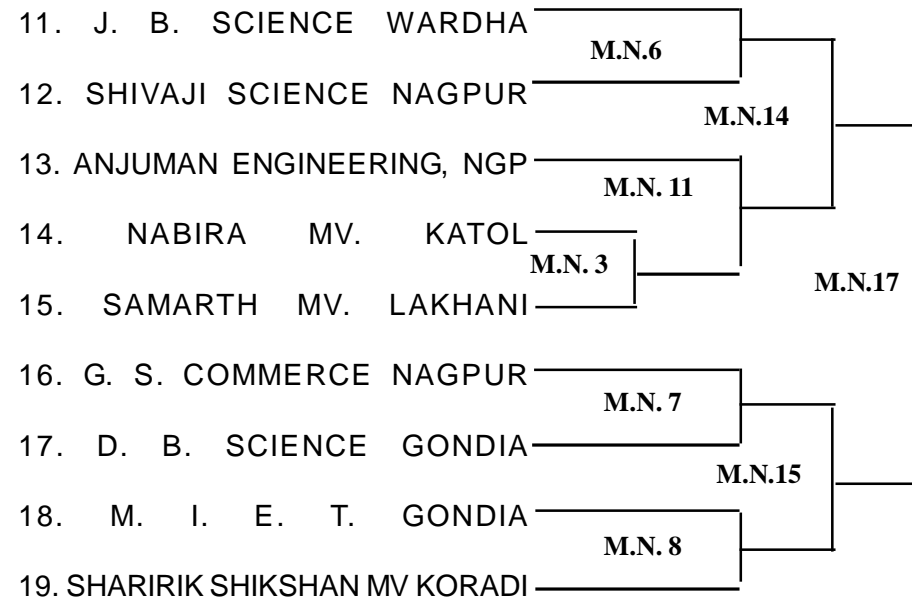 11. J. B. SCIENCE WARDHA
M.N.6
12. SHIVAJI SCIENCE NAGPUR
M.N.14
13. ANJUMAN ENGINEERING, NGP
M.N. 11
14. NABIRA MV. KATOL
M.N. 3
M.N.17
15. SAMARTH MV. LAKHANI
16. G. S. COMMERCE NAGPUR
M.N. 7
17. D. B. SCIENCE GONDIA
M.N.15
18. M. I. E. T. GONDIA
M.N. 8
19. SHARIRIK SHIKSHAN MV KORADI